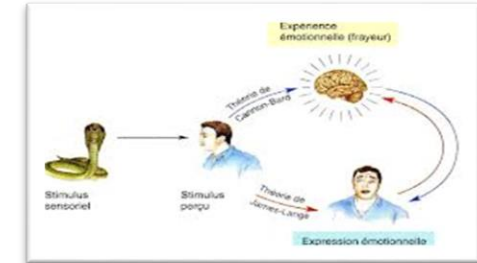 Expérience
émotionnelle (frayeur)
Théorie de
Cannon-Bard
Stimulus
sensoriel
Stimulus
perçu
Théorie de
James-Lange
Expression émotionnelle